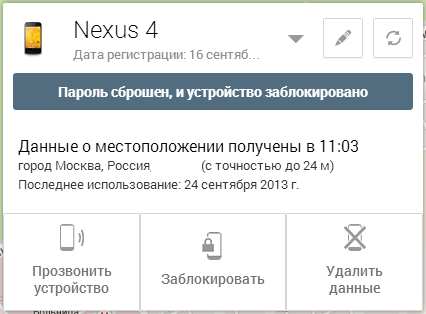 Nexus 4
Дата регистрации: 16 сентяб...
Пароль сброшен, и устройство заблокировано
Данные о местоположении получены в 11:03
город Москва, Россия (с точностью до 24 м)
Последнее использование: 24 сентября 2013 г.
Прозвонить
устройство
Заблокировать
Удалить
данные